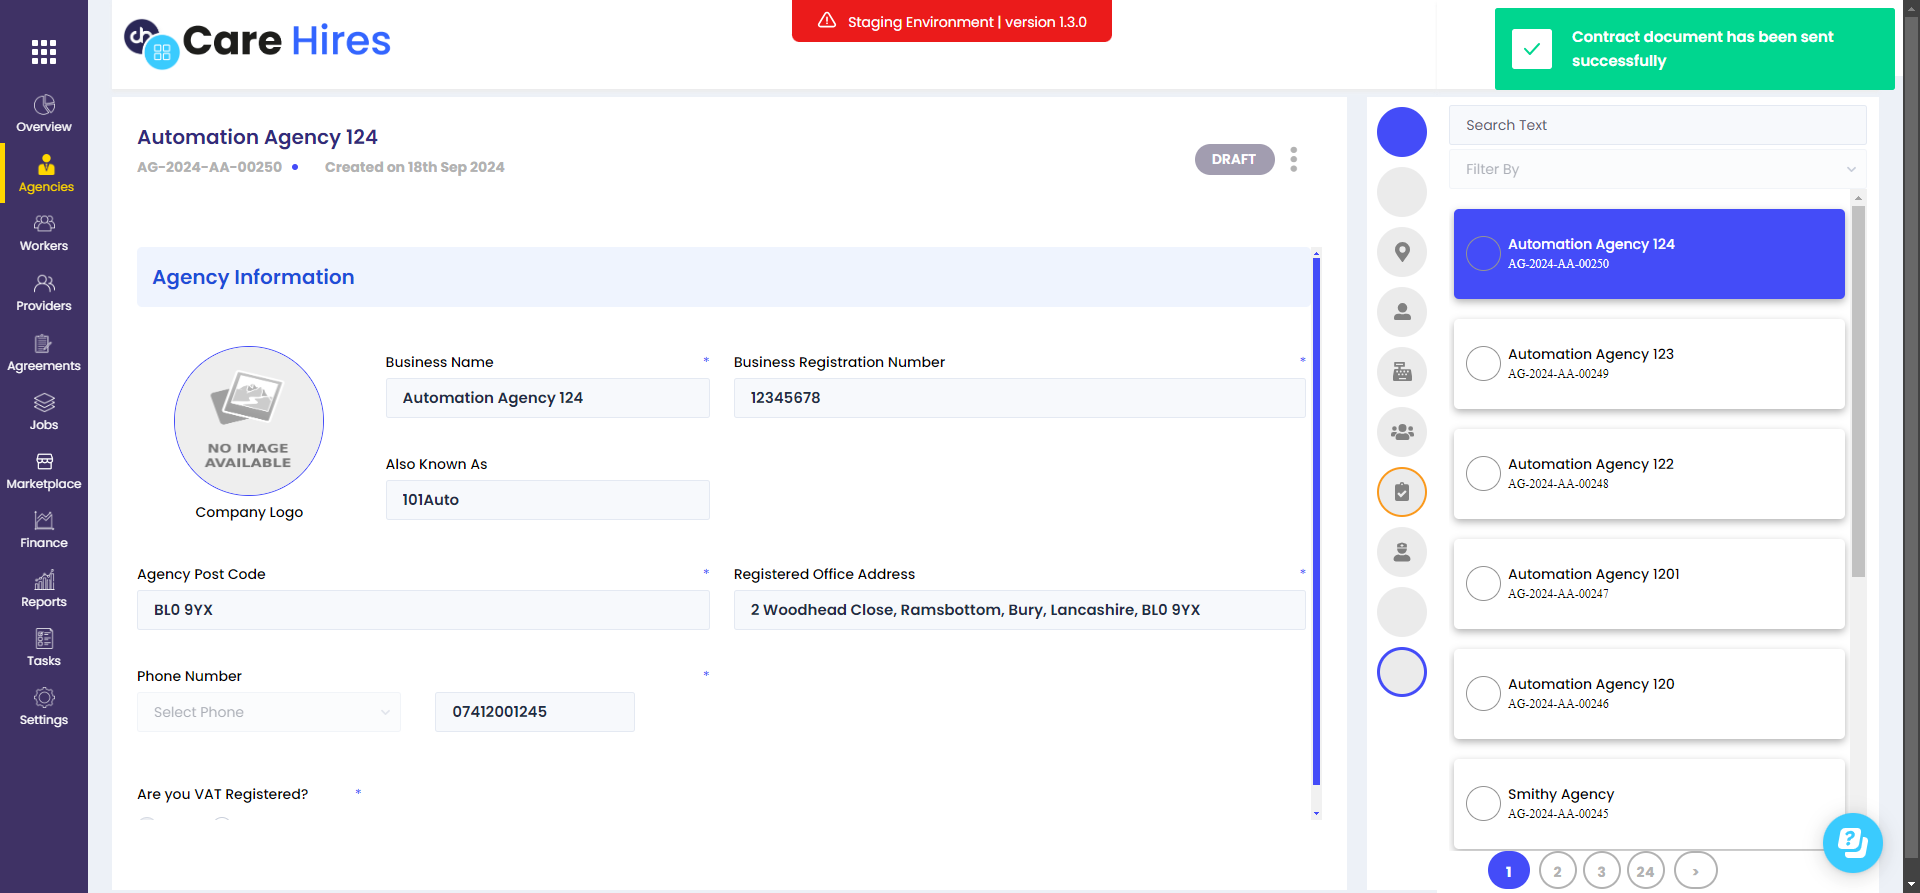 Overview
Agencies
Workers
Providers
Agreements
Jobs
Marketplace
Finance
Reports
Tasks
Settings
ch Care Hires
Staging Environment | version 1.3.0
Contract document has been sent
successfully
Automation Agency 124
AG-2024-AA-00250 • Created on 18th Sep 2024
DRAFT
Agency Information
NO IMAGE
AVAILABLE
Company Logo
Business Name *
Automation Agency 124
Business Registration Number *
12345678
Also Known As
101Auto
Agency Post Code *
BL0 9YX
Registered Office Address *
2 Woodhead Close, Ramsbottom, Bury, Lancashire, BL0 9YX
Phone Number *
Select Phone
07412001245
Are you VAT Registered? *
Search Text
Filter By
Automation Agency 124
AG-2024-AA-00250
Automation Agency 123
AG-2024-AA-00249
Automation Agency 122
AG-2024-AA-00248
Automation Agency 1201
AG-2024-AA-00247
Automation Agency 120
AG-2024-AA-00246
Smithy Agency
AG-2024-AA-00245
1 2 3 24 >
?